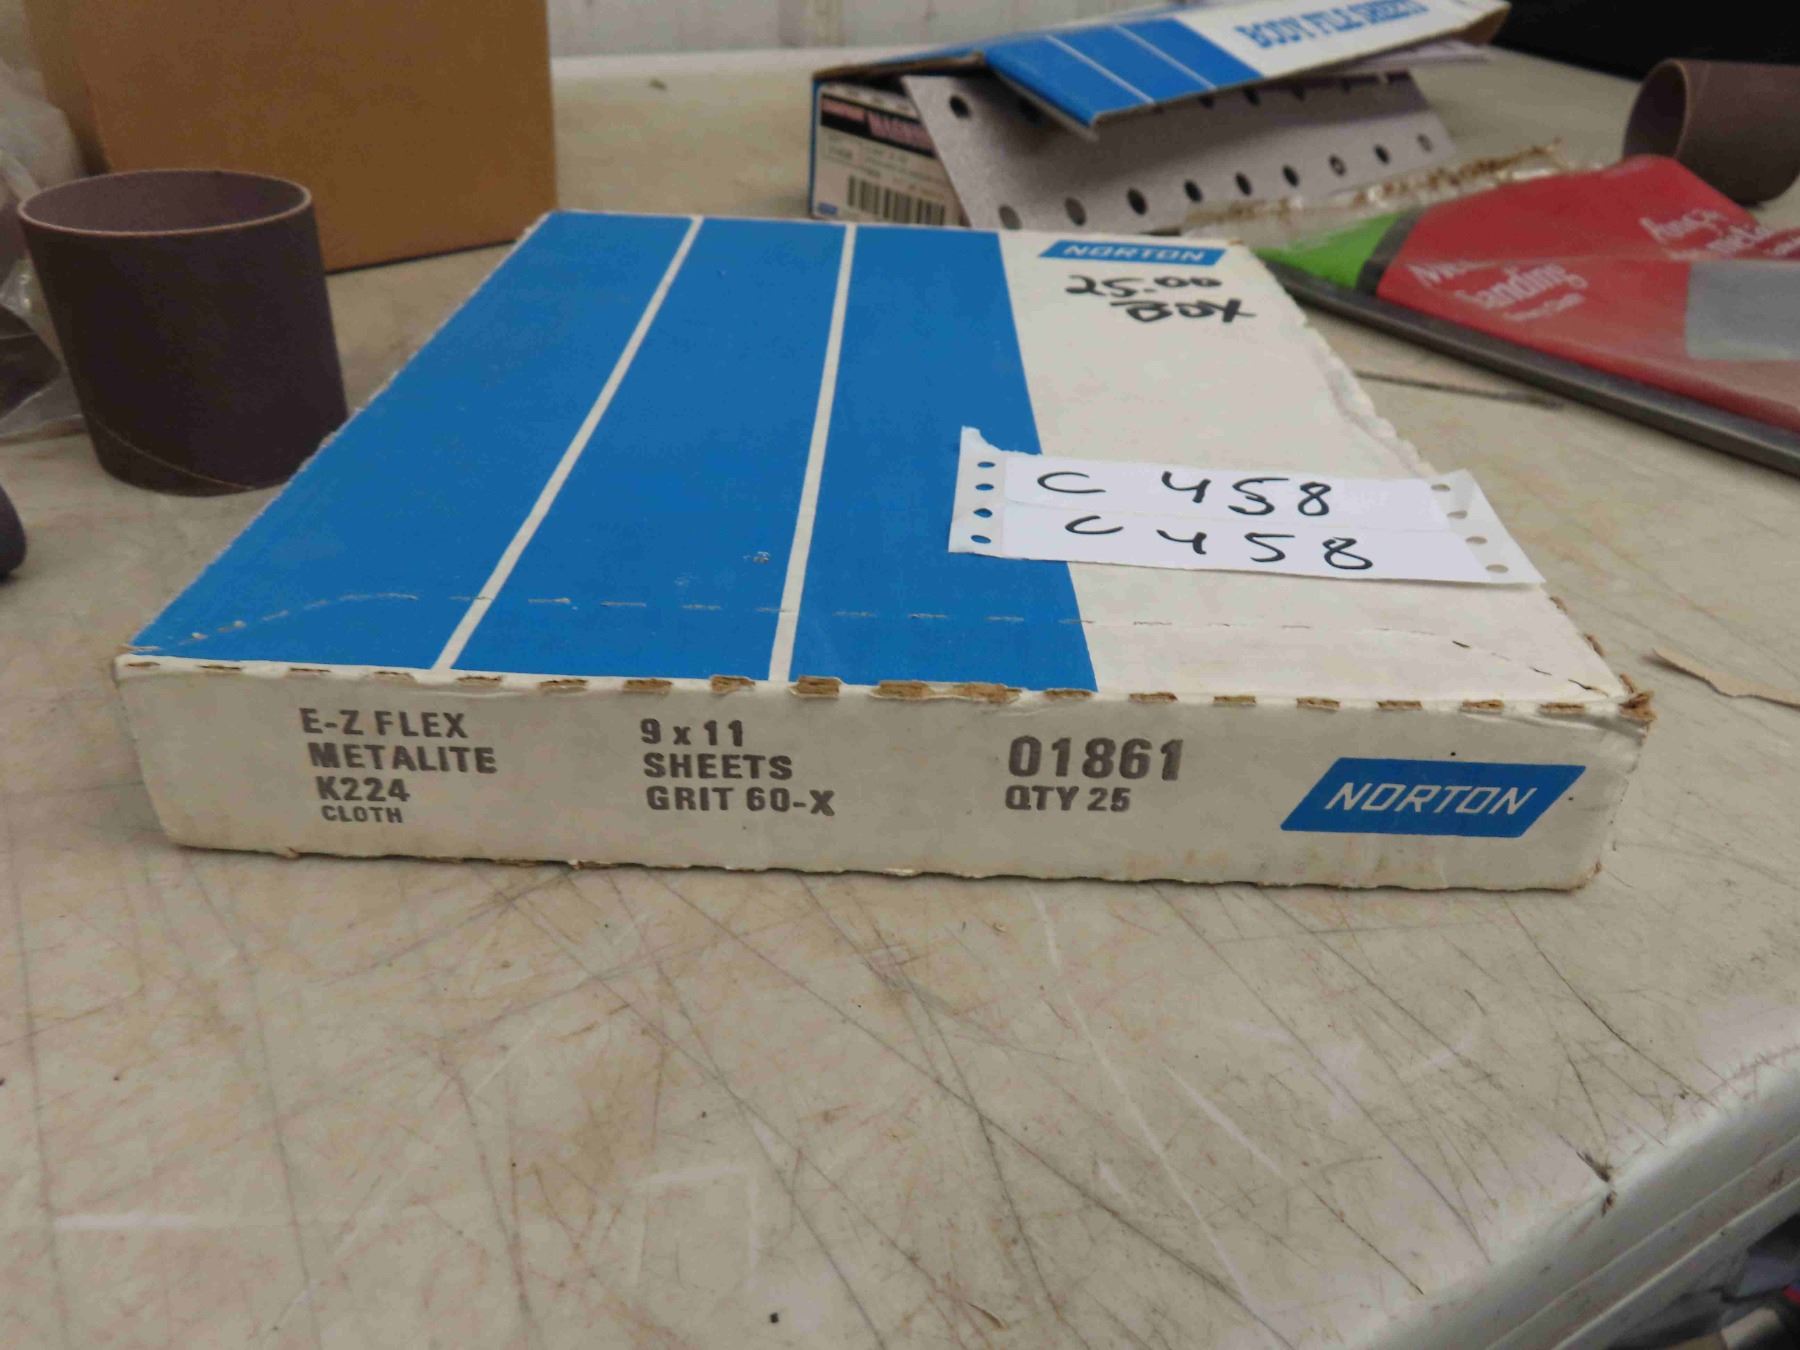 BODY FILE SHEETS
NORTON
25.00
BOX
C 458
C 458
E-Z FLEX
METALITE
K224
CLOTH
9 x 11
SHEETS
GRIT 60-X
01861
QTY 25
NORTON
Sanding